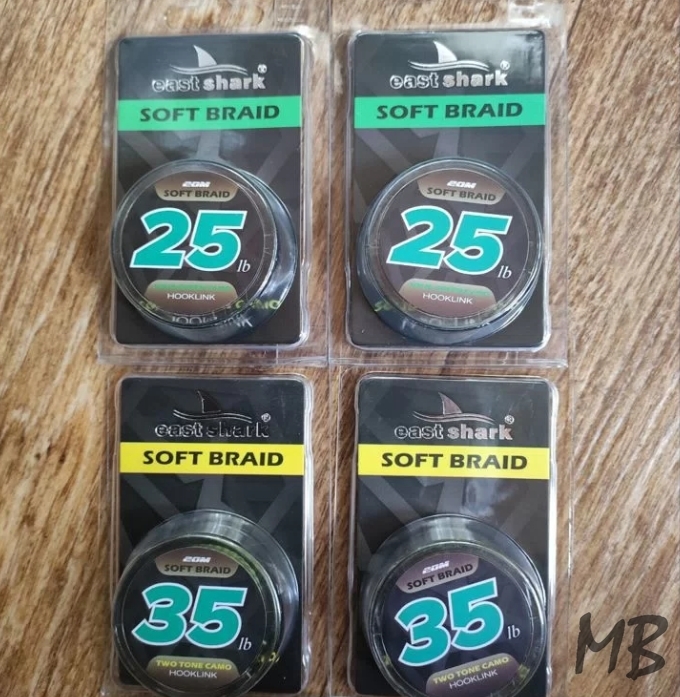 east shark®
SOFT BRAID
20M
SOFT BRAID
25 lb
HOOKLINK
east shark®
SOFT BRAID
20M
SOFT BRAID
25 lb
HOOKLINK
east shark®
SOFT BRAID
20M
SOFT BRAID
35 lb
TWO TONE CAMO
HOOKLINK
east shark®
SOFT BRAID
20M
SOFT BRAID
35 lb
TWO TONE CAMO
HOOKLINK
MB